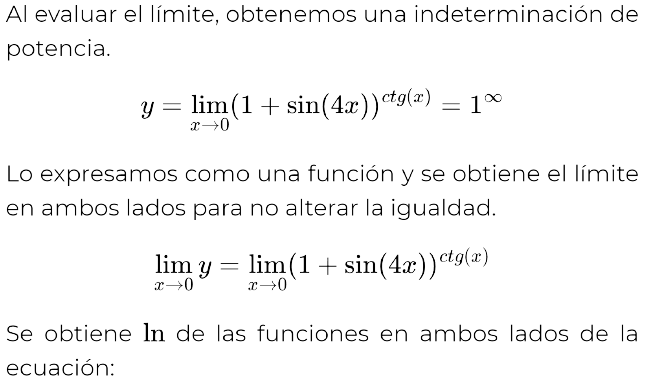 Al evaluar el límite, obtenemos una indeterminación de
potencia.
y = lim x→0 (1 + sin(4x))^{ctg(x)} = 1^∞
Lo expresamos como una función y se obtiene el límite
en ambos lados para no alterar la igualdad.
lim x→0 y = lim x→0 (1 + sin(4x))^{ctg(x)}
Se obtiene ln de las funciones en ambos lados de la
ecuación: